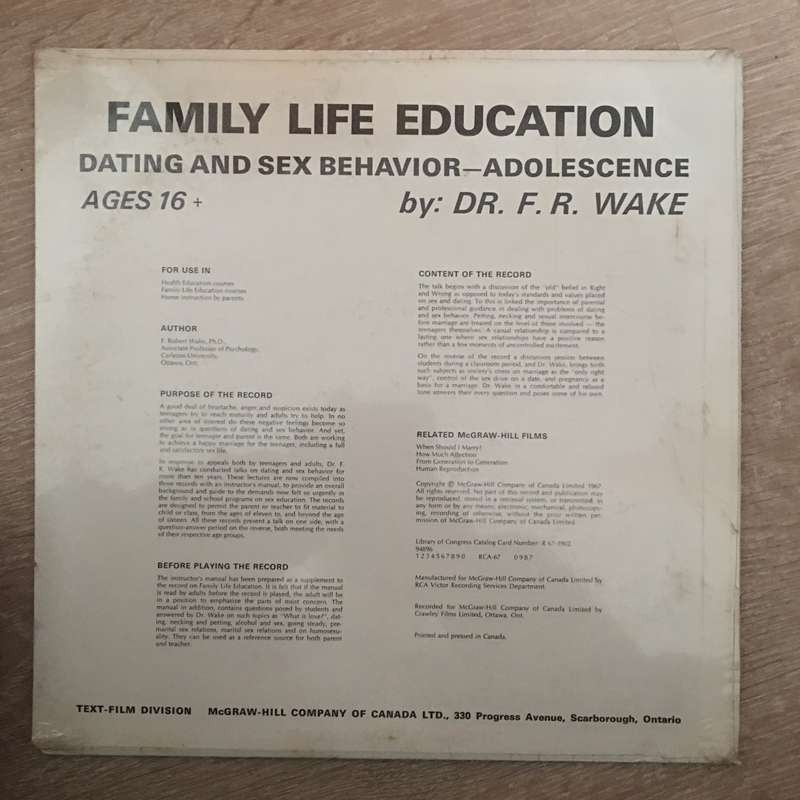 FAMILY LIFE EDUCATION
DATING AND SEX BEHAVIOR—ADOLESCENCE
AGES 16 + by: DR. F. R. WAKE
FOR USE IN
Health Education courses
Family Life Education courses
Home instruction by parents
AUTHOR
F. Robert Wake, Ph.D.,
Associate Professor of Psychology,
Carleton University,
Ottawa, Ont.
PURPOSE OF THE RECORD
A good deal of heartache, anger and suspicion exists today as
teenagers try to reach maturity and adults try to help. In no
other area of interest do these negative feelings become so
strong as in questions of dating and sex behavior. And yet,
the goal for teenager and parent is the same. Both are working
to achieve a happy marriage for the teenager, including a full
and satisfactory sex life.
In response to appeals both by teenagers and adults, Dr. F.
R. Wake has conducted talks on dating and sex behavior for
more than ten years. These lectures are now compiled into
three records with an instructor's manual, to provide an overall
background and guide to the demands now felt so urgently in
the family and school programs on sex education. The records
are designed to permit the parent or teacher to fit material to
child or class, from the ages of eleven to, and beyond the age
of sixteen. All these records present a talk on one side, with a
question-answer period on the reverse, both meeting the needs
of their respective age groups.
BEFORE PLAYING THE RECORD
The instructor's manual has been prepared as a supplement to
the record on Family Life Education. It is felt that if the manual
is read by adults before the record is played, the adult will be
in a position to emphasise the parts of most concern. The
manual in addition, contains questions posed by students and
answered by Dr. Wake on such topics as "What is love?", dat-
ing, necking and petting, alcohol and sex, going steady, pre-
marital sex relations, marital sex relations and on homosexu-
ality. They can be used as a reference source for both parent
and teacher.
CONTENT OF THE RECORD
The talk begins with a discussion of the "old" belief in Right
and Wrong as opposed to today's standards and values placed
on sex and dating. To this is linked the importance of parental
and professional guidance in dealing with problems of dating
and sex behavior. Petting, necking and sexual intercourse be-
fore marriage are treated on the level of those involved — the
teenagers themselves. A casual relationship is compared to a
lasting one where sex relationships have a positive reason
rather than a few moments of uncontrolled excitement.
On the reverse of the record a discussion session between
students during a classroom period, and Dr. Wake, brings forth
such subjects as society's stress on marriage as the "only right
way", control of the sex drive on a date, and pregnancy as a
basis for a marriage. Dr. Wake in a comfortable and relaxed
tone answers their every question and poses some of his own.
RELATED McGRAW-HILL FILMS
When Should I Marry?
How Much Affection
From Generation to Generation
Human Reproduction
Copyright © McGraw-Hill Company of Canada Limited 1967
All rights reserved. No part of this record and publication may
be reproduced, stored in a retrieval system, or transmitted, in
any form or by any means, electronic, mechanical, photocopy-
ing, recording or otherwise, without the prior written per-
mission of McGraw-Hill Company of Canada Limited.
Library of Congress Catalog Card Number: R 67-1902
94896
1 2 3 4 5 6 7 8 9 0 RCA-67 0 9 8 7
Manufactured for McGraw-Hill Company of Canada Limited by
RCA Victor Recording Services Department.
Recorded for McGraw-Hill Company of Canada Limited by
Crawley Films Limited, Ottawa, Ont.
Printed and pressed in Canada.
TEXT-FILM DIVISION McGRAW-HILL COMPANY OF CANADA LTD., 330 Progress Avenue, Scarborough, Ontario